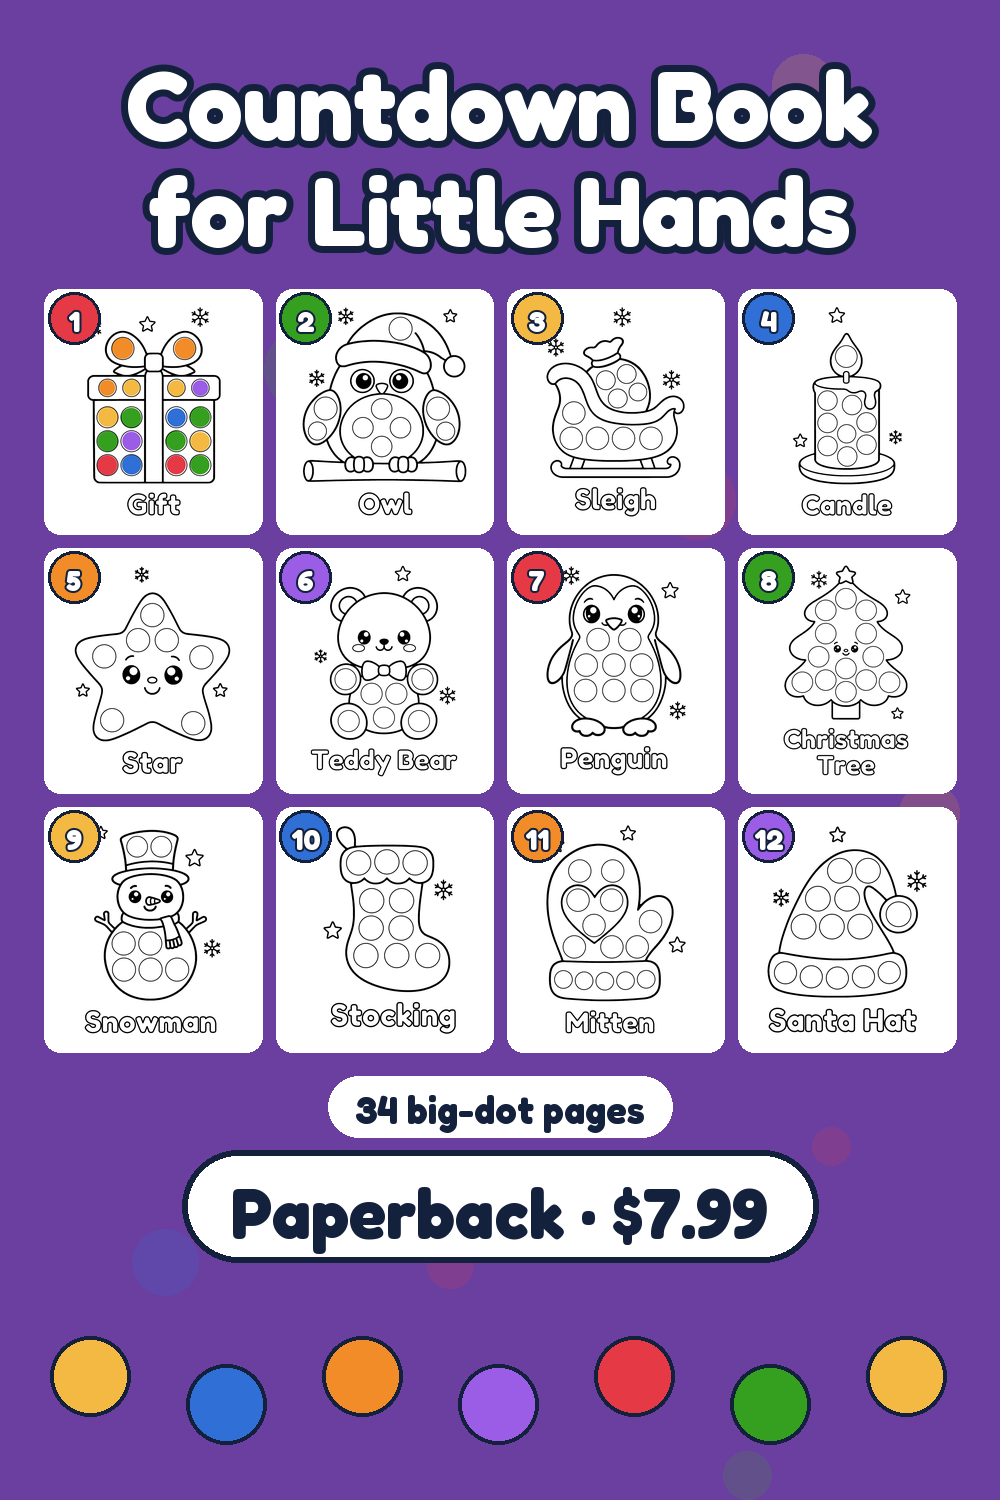 Countdown Book
for Little Hands
1
Gift
2
Owl
3
Sleigh
4
Candle
5
Star
6
Teddy Bear
7
Penguin
8
Christmas
Tree
9
Snowman
10
Stocking
11
Mitten
12
Santa Hat
34 big-dot pages
Paperback · $7.99